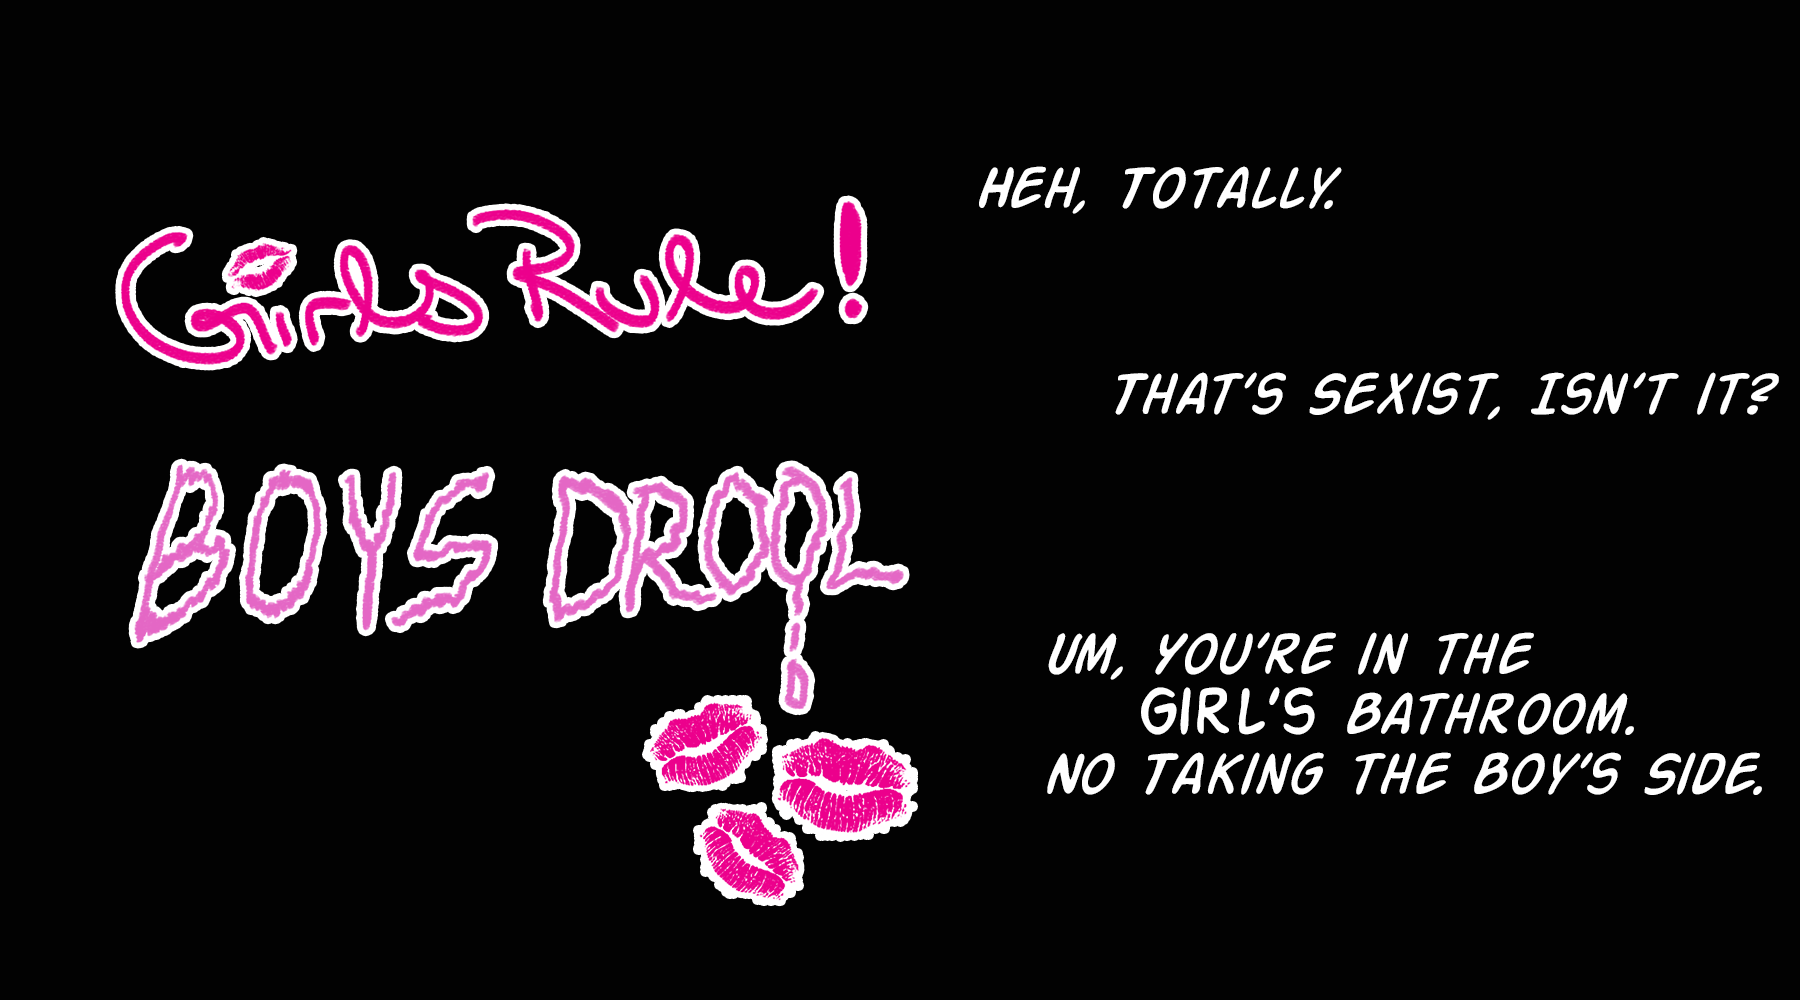 Girls Rule!
BOYS DROOL
HEH, TOTALLY.
THAT'S SEXIST, ISN'T IT?
UM, YOU'RE IN THE
GIRL'S BATHROOM.
NO TAKING THE BOY'S SIDE.